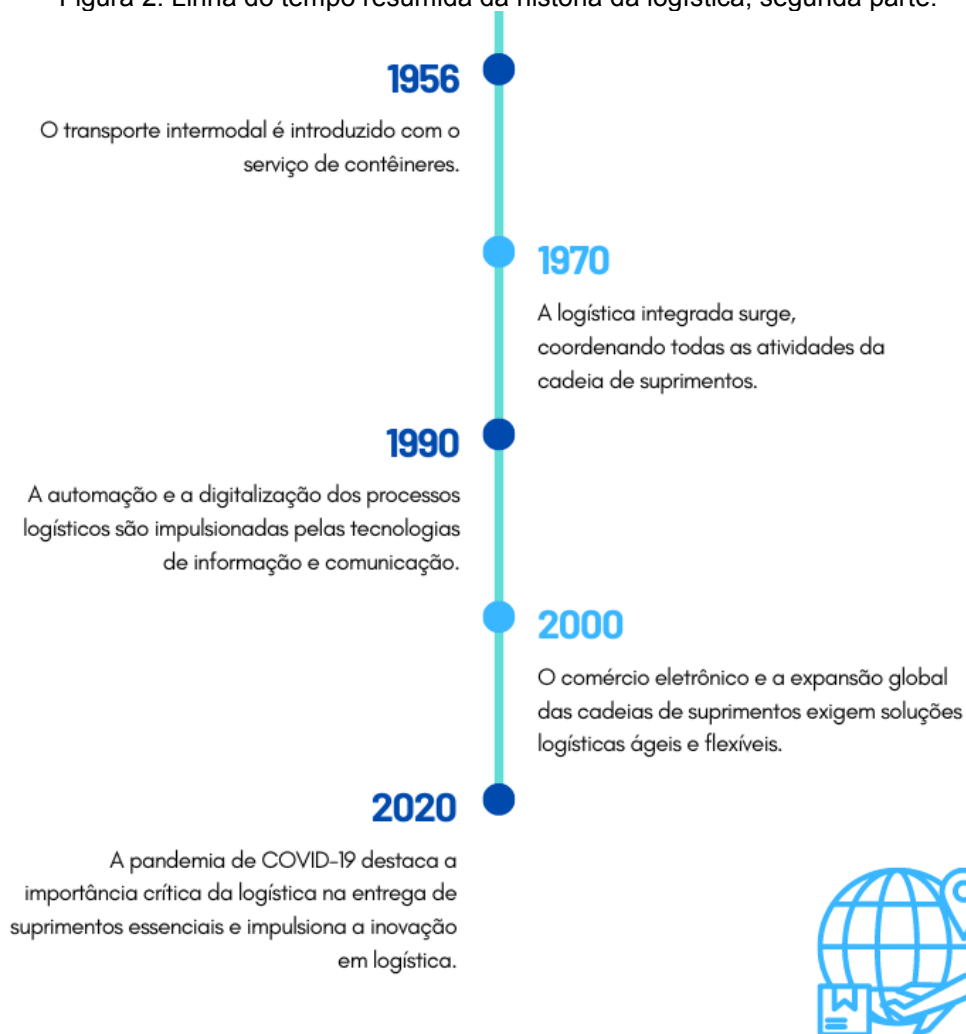 Figura 2: Linha do tempo resumida da história da logística, segunda parte.
1956
O transporte intermodal é introduzido com o
serviço de contêineres.
1970
A logística integrada surge,
coordenando todas as atividades da
cadeia de suprimentos.
1990
A automação e a digitalização dos processos
logísticos são impulsionadas pelas tecnologias
de informação e comunicação.
2000
O comércio eletrônico e a expansão global
das cadeias de suprimentos exigem soluções
logísticas ágeis e flexíveis.
2020
A pandemia de COVID-19 destaca a
importância crítica da logística na entrega de
suprimentos essenciais e impulsiona a inovação
em logística.